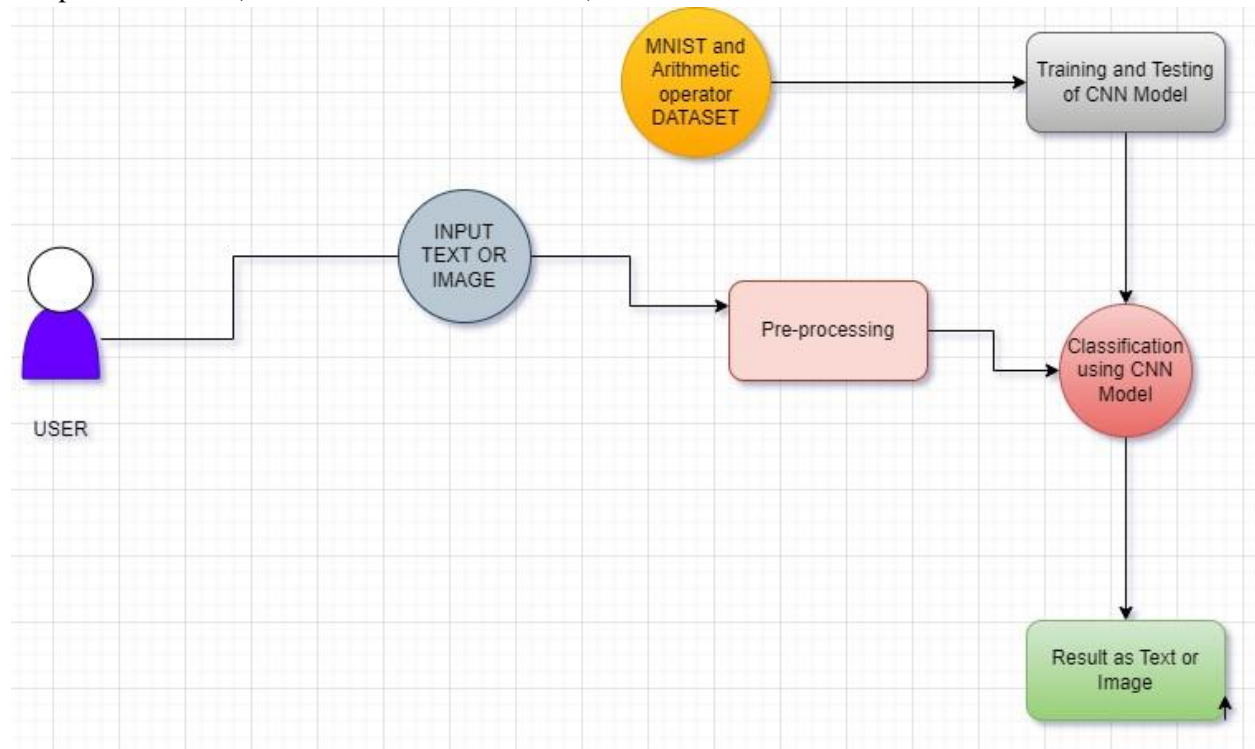 MNIST and
Arithmetic
operator
DATASET
Training and Testing
of CNN Model
INPUT
TEXT OR
IMAGE
Pre-processing
Classification
using CNN
Model
USER
Result as Text or
Image